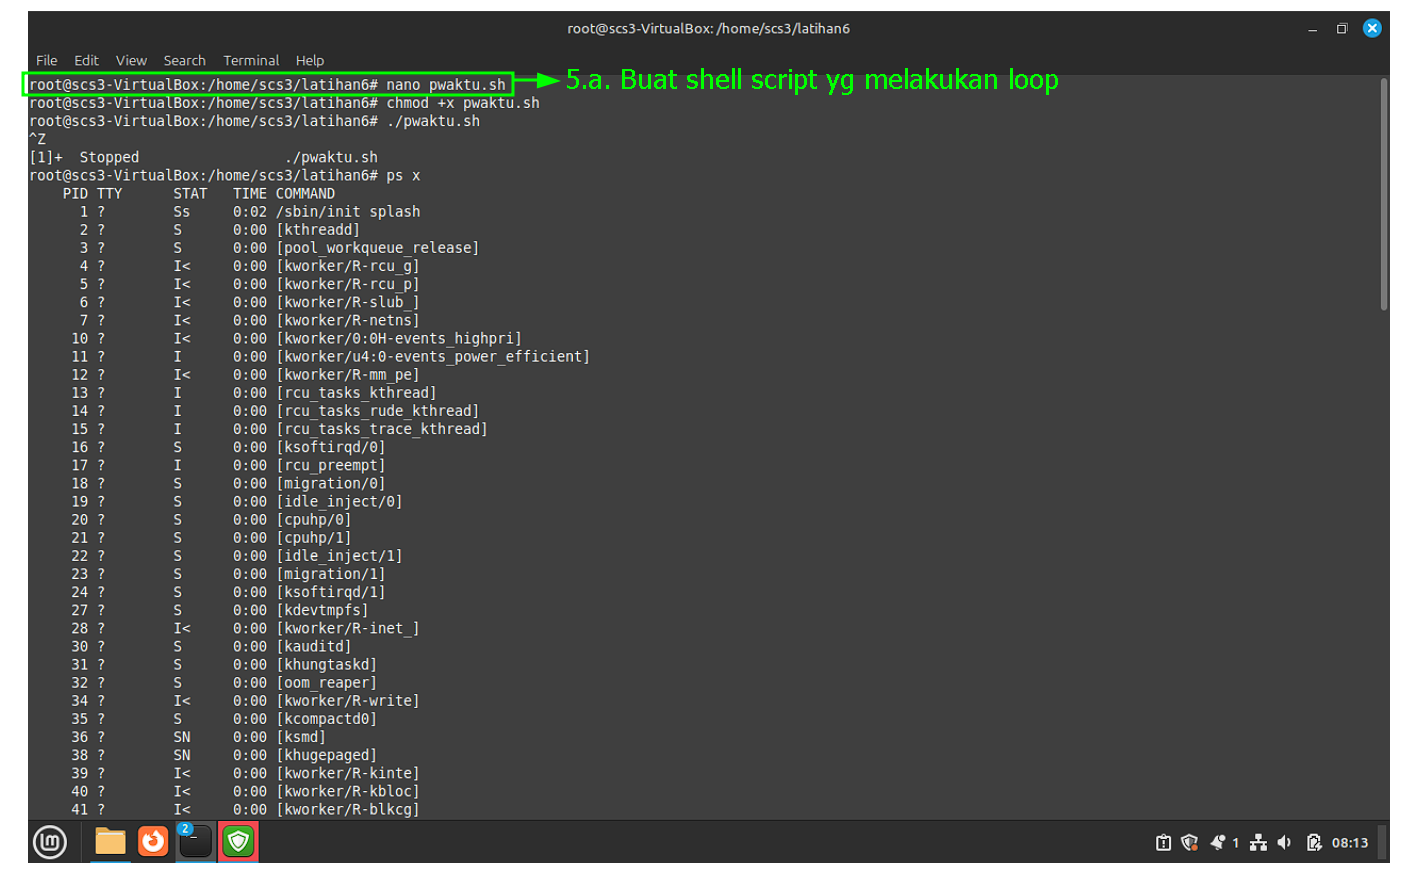 root@scs3-VirtualBox: /home/scs3/latihan6
File Edit View Search Terminal Help
root@scs3-VirtualBox:/home/scs3/latihan6# nano pwaktu.sh
5.a. Buat shell script yg melakukan loop
root@scs3-VirtualBox:/home/scs3/latihan6# chmod +x pwaktu.sh
root@scs3-VirtualBox:/home/scs3/latihan6# ./pwaktu.sh
^Z
[1]+  Stopped                 ./pwaktu.sh
root@scs3-VirtualBox:/home/scs3/latihan6# ps x
PID TTY      STAT   TIME COMMAND
1 ?        Ss     0:02 /sbin/init splash
2 ?        S      0:00 [kthreadd]
3 ?        S      0:00 [pool_workqueue_release]
4 ?        I<     0:00 [kworker/R-rcu_g]
5 ?        I<     0:00 [kworker/R-rcu_p]
6 ?        I<     0:00 [kworker/R-slub_]
7 ?        I<     0:00 [kworker/R-netns]
10 ?        I<     0:00 [kworker/0:0H-events_highpri]
11 ?        I      0:00 [kworker/u4:0-events_power_efficient]
12 ?        I<     0:00 [kworker/R-mm_pe]
13 ?        I      0:00 [rcu_tasks_kthread]
14 ?        I      0:00 [rcu_tasks_rude_kthread]
15 ?        I      0:00 [rcu_tasks_trace_kthread]
16 ?        S      0:00 [ksoftirqd/0]
17 ?        I      0:00 [rcu_preempt]
18 ?        S      0:00 [migration/0]
19 ?        S      0:00 [idle_inject/0]
20 ?        S      0:00 [cpuhp/0]
21 ?        S      0:00 [cpuhp/1]
22 ?        S      0:00 [idle_inject/1]
23 ?        S      0:00 [migration/1]
24 ?        S      0:00 [ksoftirqd/1]
27 ?        S      0:00 [kdevtmpfs]
28 ?        I<     0:00 [kworker/R-inet_]
30 ?        S      0:00 [kauditd]
31 ?        S      0:00 [khungtaskd]
32 ?        S      0:00 [oom_reaper]
34 ?        I<     0:00 [kworker/R-write]
35 ?        S      0:00 [kcompactd0]
36 ?        SN     0:00 [ksmd]
38 ?        SN     0:00 [khugepaged]
39 ?        I<     0:00 [kworker/R-kinte]
40 ?        I<     0:00 [kworker/R-kbloc]
41 ?        I<     0:00 [kworker/R-blkcg]
lm
2
1
08:13